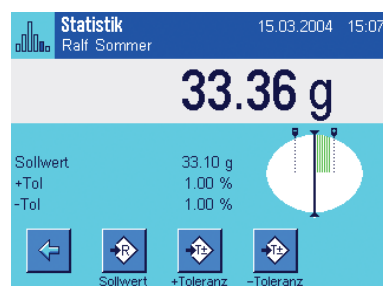 Statistik 15.03.2004 15:07
Ralf Sommer
33.36 g
Sollwert 33.10 g
+Tol 1.00 %
-Tol 1.00 %
R T± T±
Sollwert +Toleranz −Toleranz